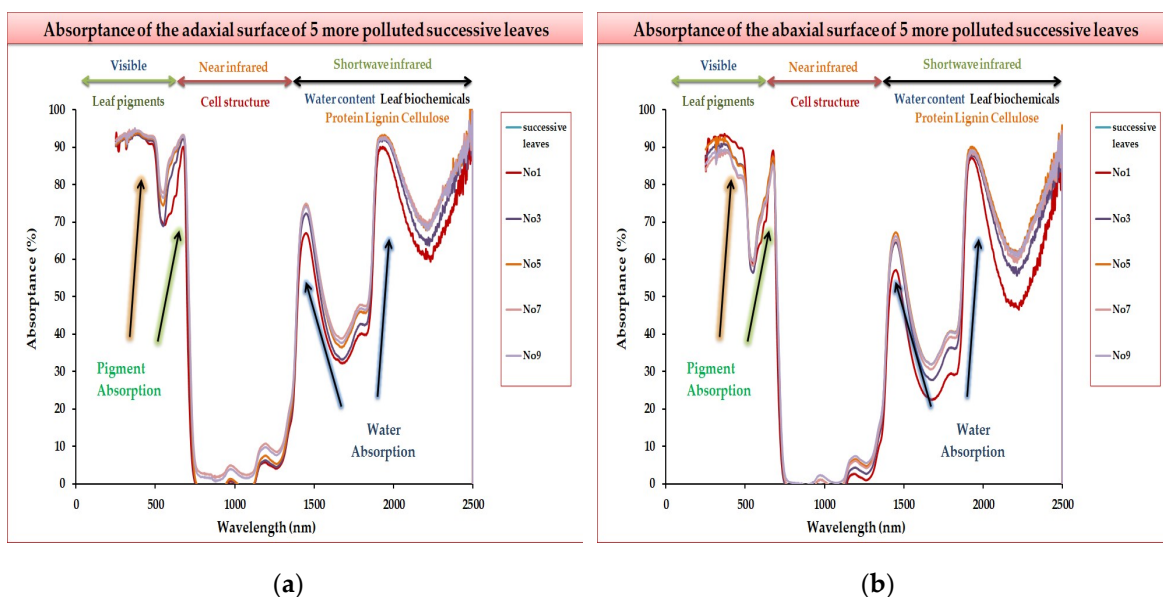 Absorptance of the adaxial surface of 5 more polluted successive leaves
Visible
Near infrared
Shortwave infrared
Leaf pigments
Cell structure
Water content Leaf biochemicals
Protein Lignin Cellulose
100
90
80
70
60
50
40
30
20
10
0
Absorptance (%)
Pigment
Absorption
Water
Absorption
0
500
1000
1500
2000
2500
Wavelength (nm)
successive
leaves
No1
No3
No5
No7
No9
(a)
Absorptance of the abaxial surface of 5 more polluted successive leaves
Visible
Near infrared
Shortwave infrared
Leaf pigments
Cell structure
Water content Leaf biochemicals
Protein Lignin Cellulose
100
90
80
70
60
50
40
30
20
10
0
Absorptance (%)
Pigment
Absorption
Water
Absorption
0
500
1000
1500
2000
2500
Wavelength (nm)
successive
leaves
No1
No3
No5
No7
No9
(b)